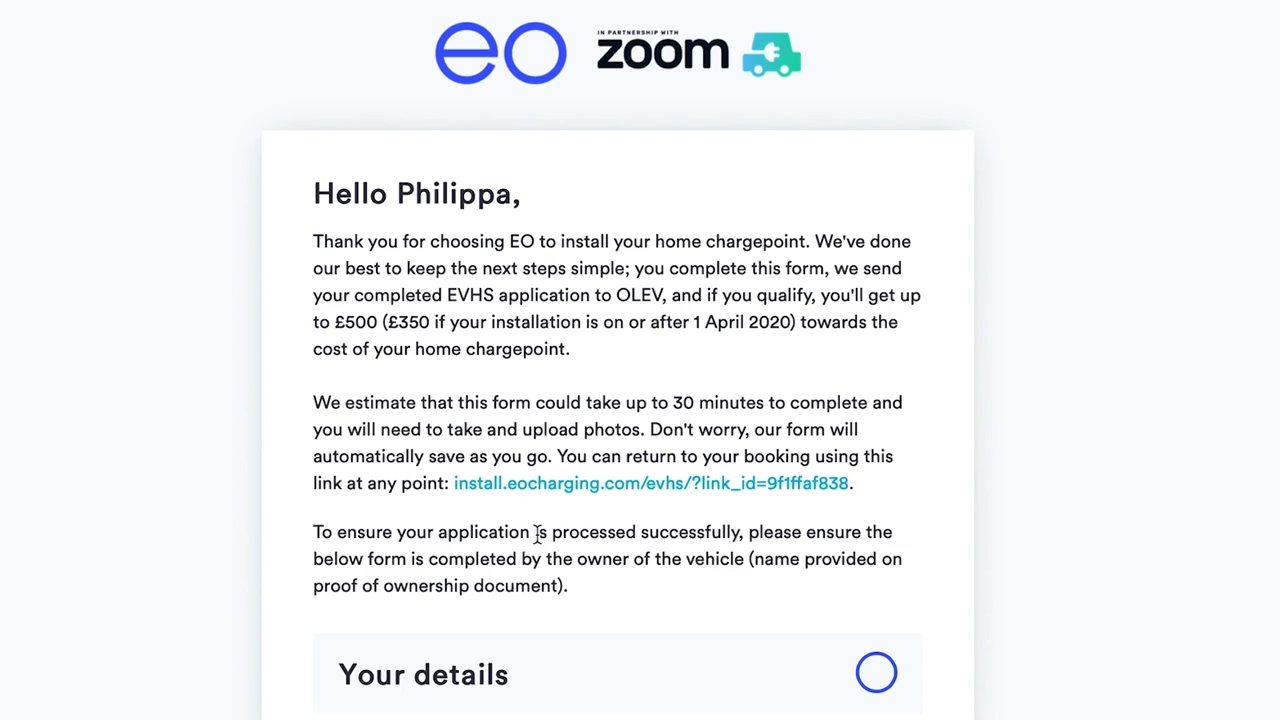 eo
IN PARTNERSHIP WITH
zoom
Hello Philippa,
Thank you for choosing EO to install your home chargepoint. We've done
our best to keep the next steps simple; you complete this form, we send
your completed EVHS application to OLEV, and if you qualify, you'll get up
to £500 (£350 if your installation is on or after 1 April 2020) towards the
cost of your home chargepoint.
We estimate that this form could take up to 30 minutes to complete and
you will need to take and upload photos. Don't worry, our form will
automatically save as you go. You can return to your booking using this
link at any point: install.eocharging.com/evhs/?link_id=9f1ffaf838.
To ensure your application is processed successfully, please ensure the
below form is completed by the owner of the vehicle (name provided on
proof of ownership document).
Your details